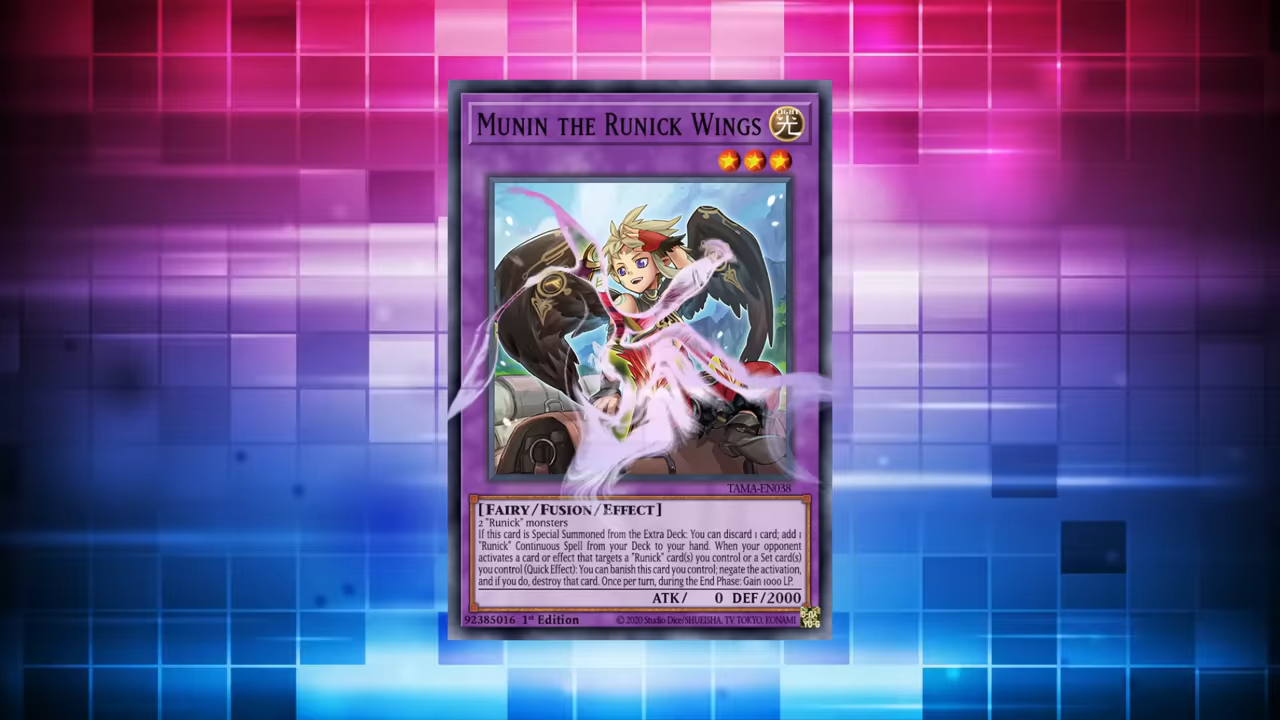 MUNIN THE RUNICK WINGS
LIGHT
光
TAMA-EN038
[FAIRY/FUSION/EFFECT]
2 "Runick" monsters
If this card is Special Summoned from the Extra Deck: You can discard 1 card; add 1
"Runick" Continuous Spell from your Deck to your hand. When your opponent
activates a card or effect that targets a "Runick" card(s) you control or a Set card(s)
you control (Quick Effect): You can banish this card you control; negate the activation,
and if you do, destroy that card. Once per turn, during the End Phase: Gain 1000 LP.
ATK/ 0 DEF/2000
92385016 1st Edition ©2020 Studio Dice/SHUEISHA, TV TOKYO, KONAMI